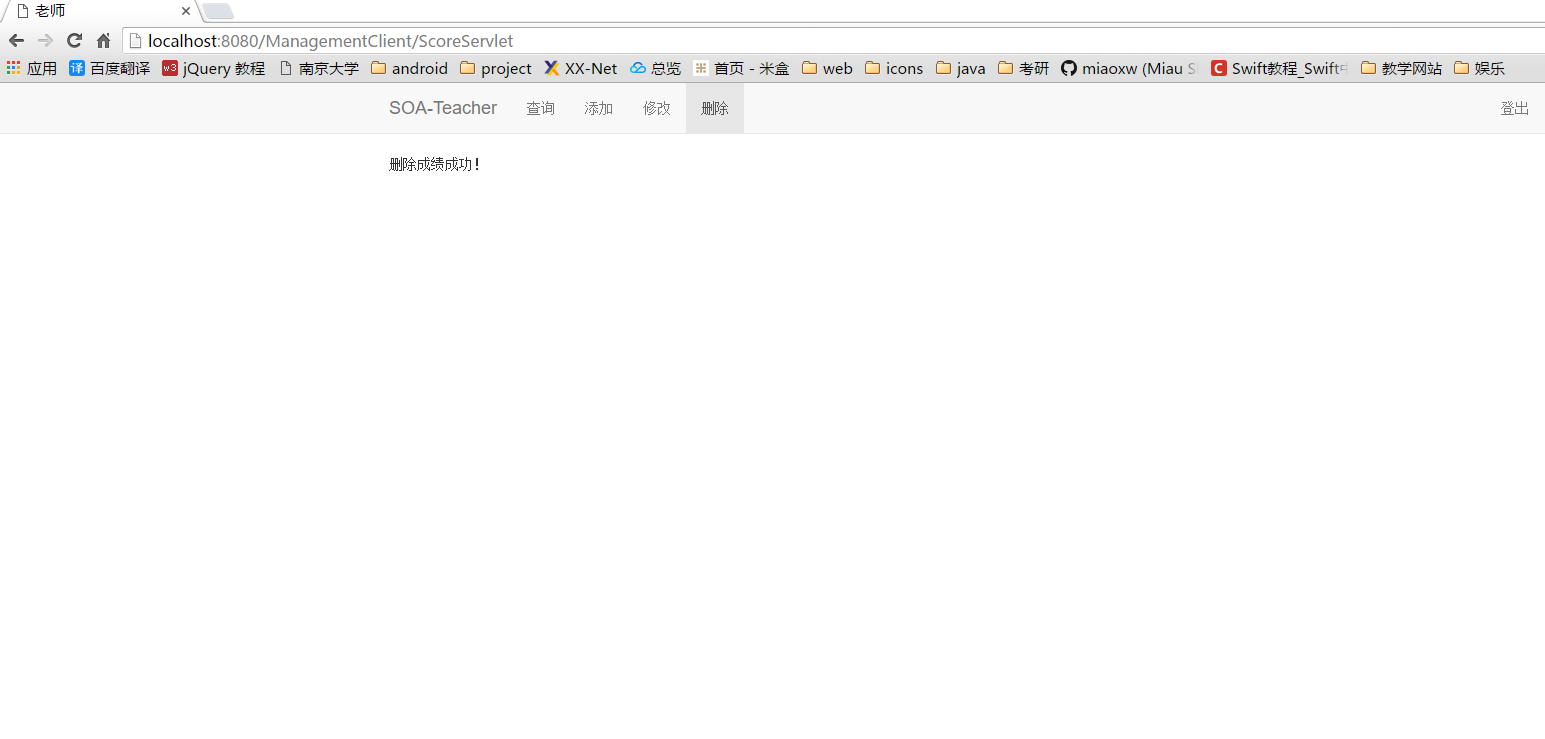 老师
localhost:8080/ManagementClient/ScoreServlet
应用 译 百度翻译 w3 jQuery 教程 南京大学 android project XX-Net 总览 米 首页 - 米盒 web icons java 考研 miaoxw (Miau S C Swift教程_Swift 教学网站 娱乐
SOA-Teacher 查询 添加 修改 删除 登出
删除成绩成功！